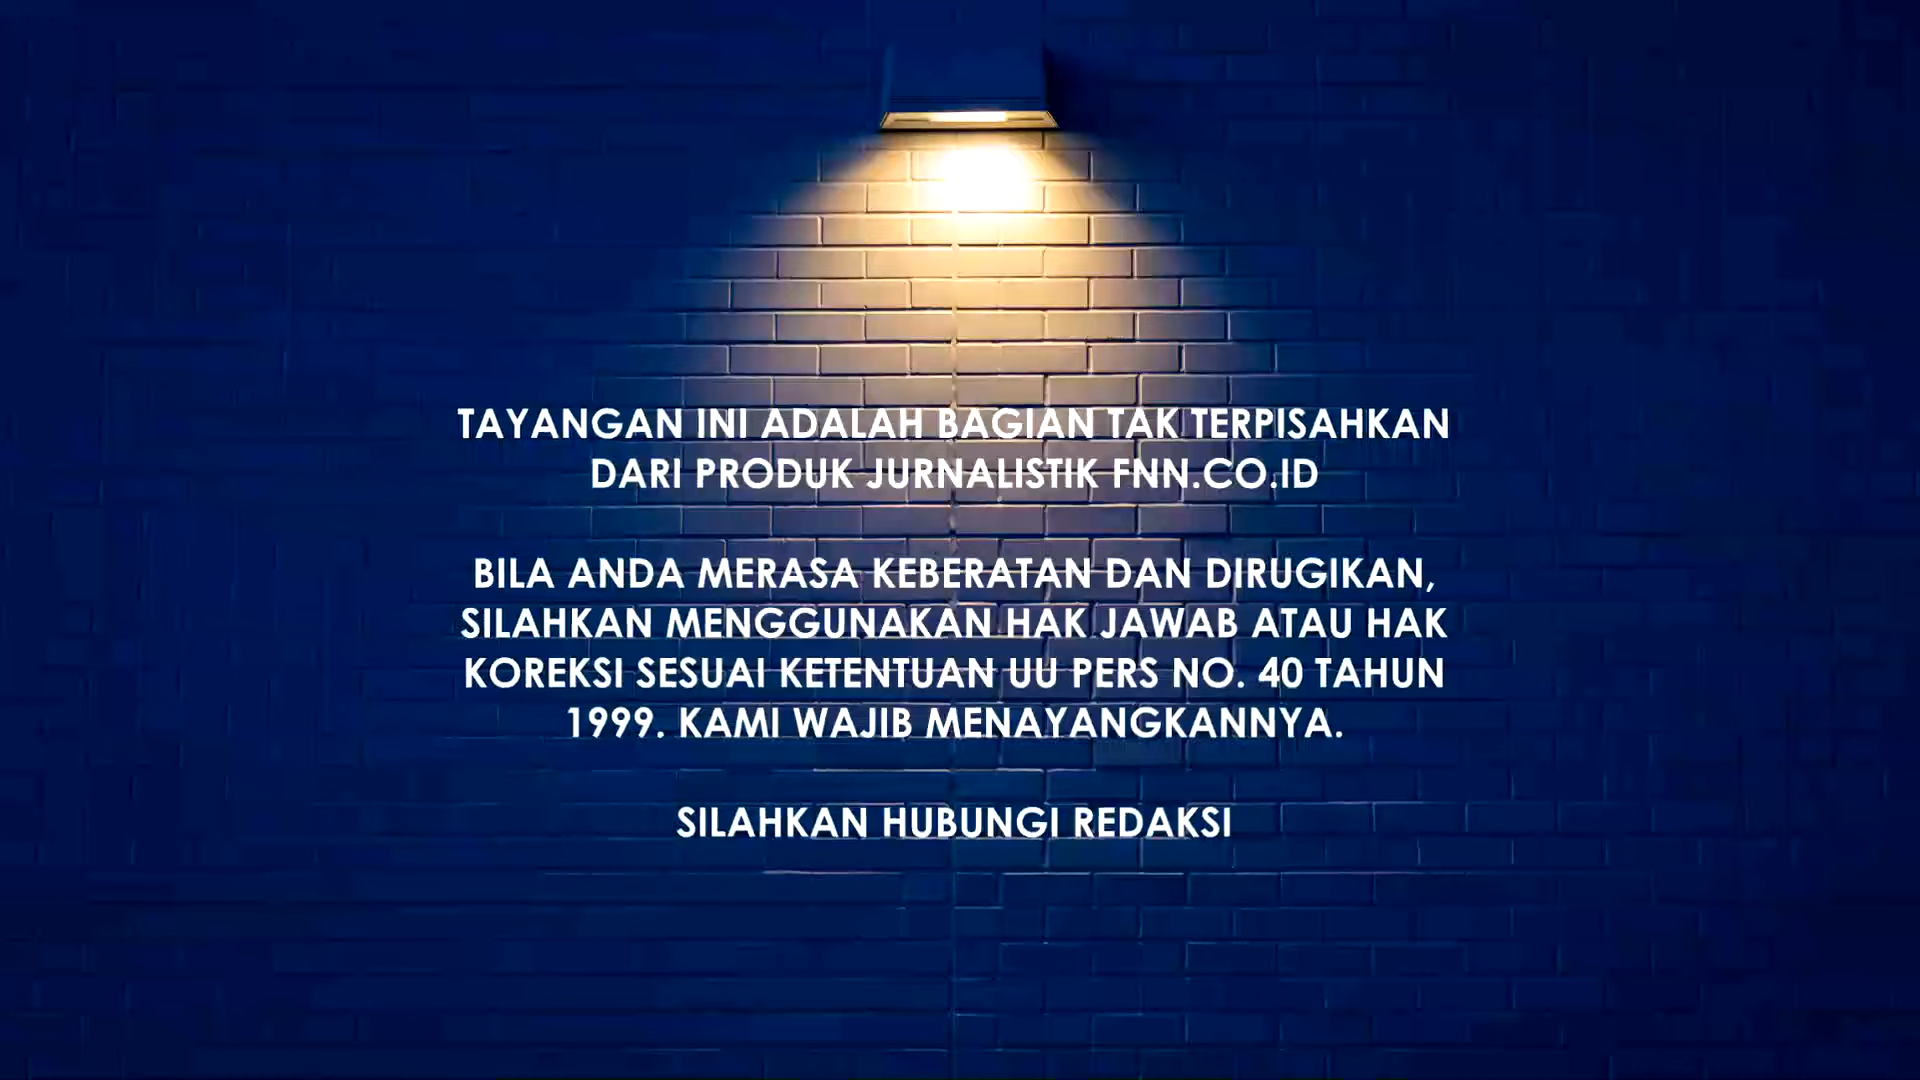 TAYANGAN INI ADALAH BAGIAN TAK TERPISAHKAN
DARI PRODUK JURNALISTIK FNN.CO.ID
BILA ANDA MERASA KEBERATAN DAN DIRUGIKAN,
SILAHKAN MENGGUNAKAN HAK JAWAB ATAU HAK
KOREKSI SESUAI KETENTUAN UU PERS NO. 40 TAHUN
1999. KAMI WAJIB MENAYANGKANNYA.
SILAHKAN HUBUNGI REDAKSI